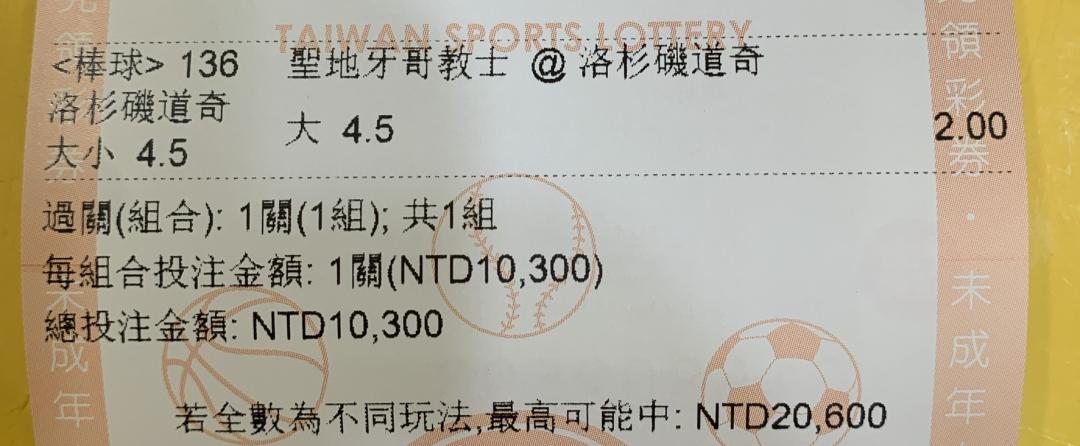 TAIWAN SPORTS LOTTERY
<棒球> 136 聖地牙哥教士 @ 洛杉磯道奇
洛杉磯道奇
大小 4.5
大 4.5
2.00
過關(組合): 1關(1組); 共1組
每組合投注金額: 1關(NTD10,300)
總投注金額: NTD10,300
若全數為不同玩法,最高可能中: NTD20,600
領彩券・未成年